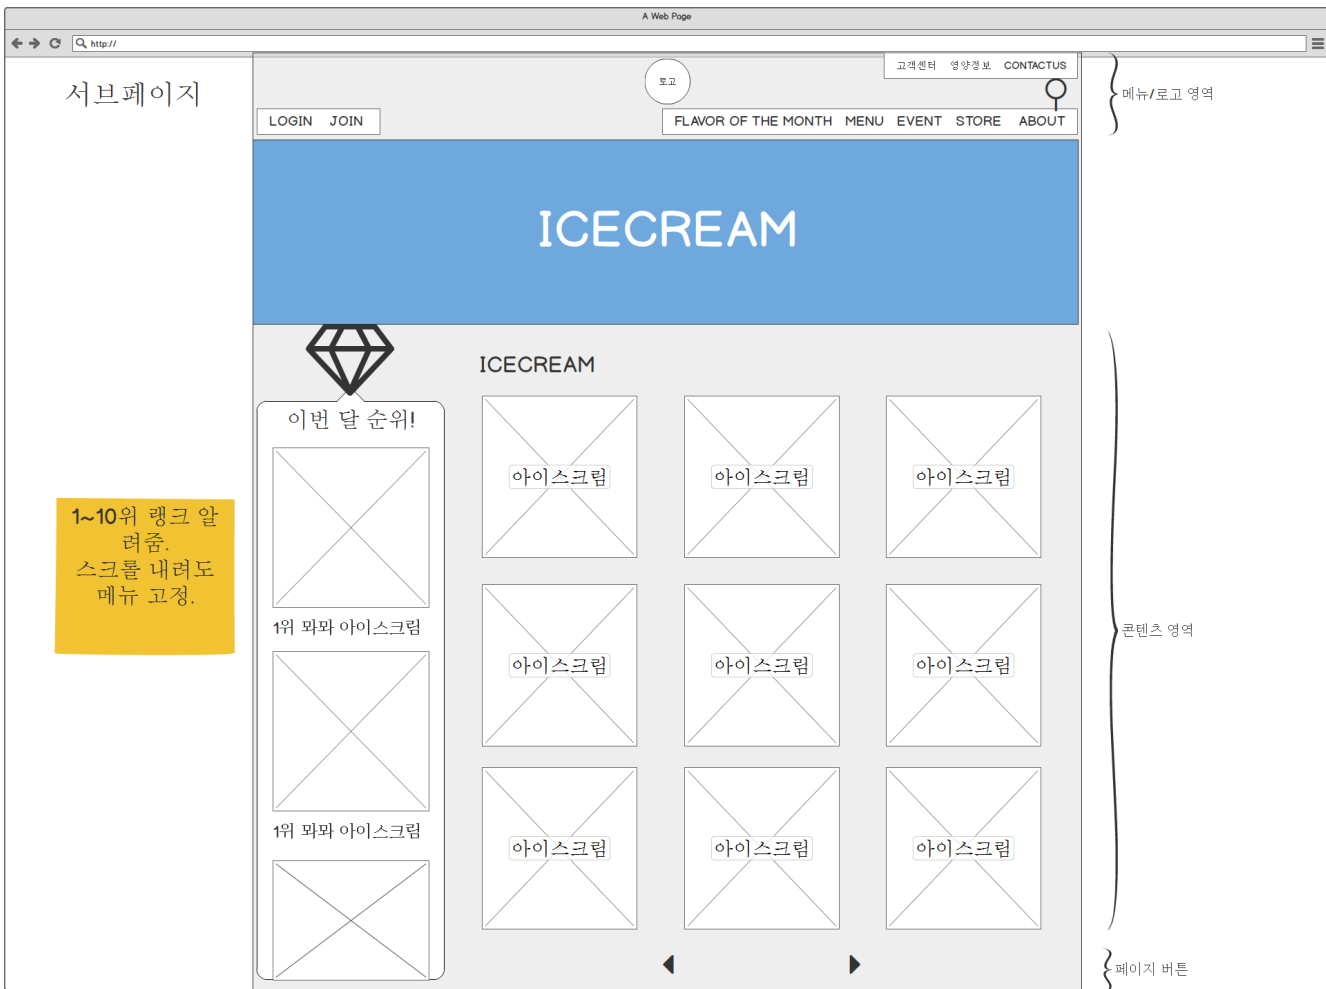 A Web Page
http://
서브페이지
로고
고객센터 영양정보 CONTACTUS
메뉴/로고 영역
LOGIN JOIN
FLAVOR OF THE MONTH MENU EVENT STORE ABOUT
ICECREAM
이번 달 순위!
1위 뫄뫄 아이스크림
1위 뫄뫄 아이스크림
1~10위 랭크 알
려줌.
스크롤 내려도
메뉴 고정.
ICECREAM
아이스크림 아이스크림 아이스크림
아이스크림 아이스크림 아이스크림
아이스크림 아이스크림 아이스크림
콘텐츠 영역
페이지 버튼